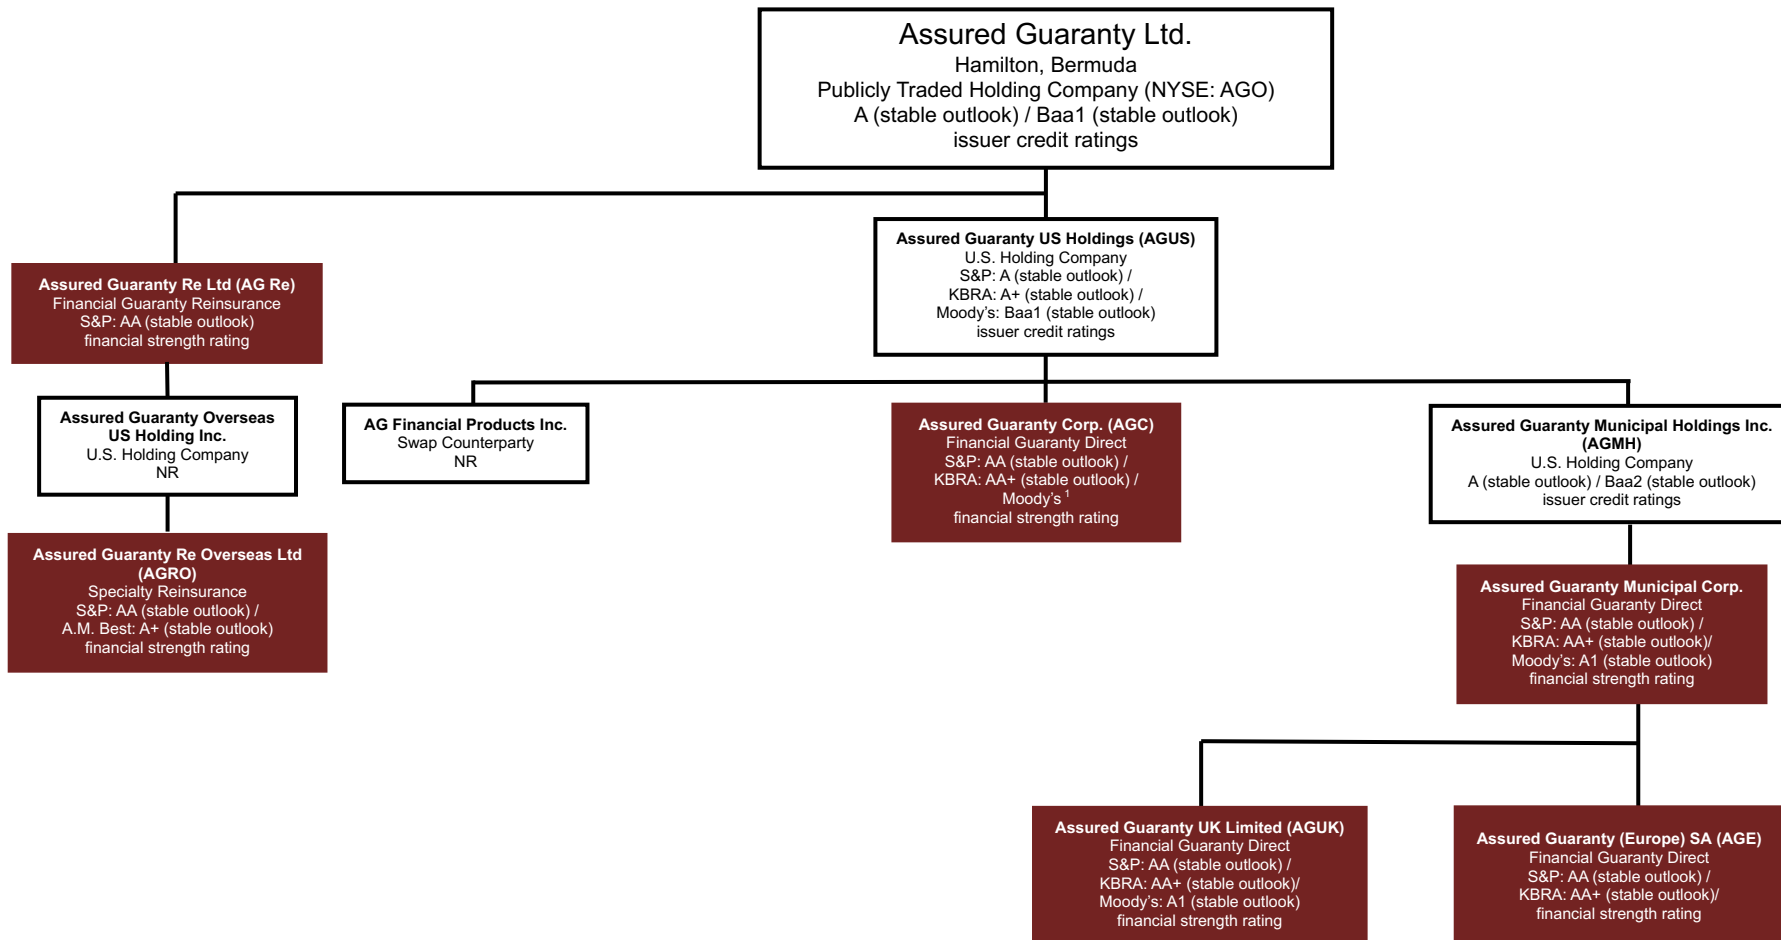 Assured Guaranty Ltd.
Hamilton, Bermuda
Publicly Traded Holding Company (NYSE: AGO)
A (stable outlook) / Baa1 (stable outlook)
issuer credit ratings
Assured Guaranty US Holdings (AGUS)
U.S. Holding Company
S&P: A (stable outlook) /
KBRA: A+ (stable outlook) /
Moody’s: Baa1 (stable outlook)
issuer credit ratings
Assured Guaranty Re Ltd (AG Re)
Financial Guaranty Reinsurance
S&P: AA (stable outlook)
financial strength rating
Assured Guaranty Overseas
US Holding Inc.
U.S. Holding Company
NR
AG Financial Products Inc.
Swap Counterparty
NR
Assured Guaranty Corp. (AGC)
Financial Guaranty Direct
S&P: AA (stable outlook) /
KBRA: AA+ (stable outlook) /
Moody’s 1
financial strength rating
Assured Guaranty Municipal Holdings Inc.
(AGMH)
U.S. Holding Company
A (stable outlook) / Baa2 (stable outlook)
issuer credit ratings
Assured Guaranty Re Overseas Ltd
(AGRO)
Specialty Reinsurance
S&P: AA (stable outlook) /
A.M. Best: A+ (stable outlook)
financial strength rating
Assured Guaranty Municipal Corp.
Financial Guaranty Direct
S&P: AA (stable outlook) /
KBRA: AA+ (stable outlook)/
Moody’s: A1 (stable outlook)
financial strength rating
Assured Guaranty UK Limited (AGUK)
Financial Guaranty Direct
S&P: AA (stable outlook) /
KBRA: AA+ (stable outlook)/
Moody’s: A1 (stable outlook)
financial strength rating
Assured Guaranty (Europe) SA (AGE)
Financial Guaranty Direct
S&P: AA (stable outlook) /
KBRA: AA+ (stable outlook)/
financial strength rating